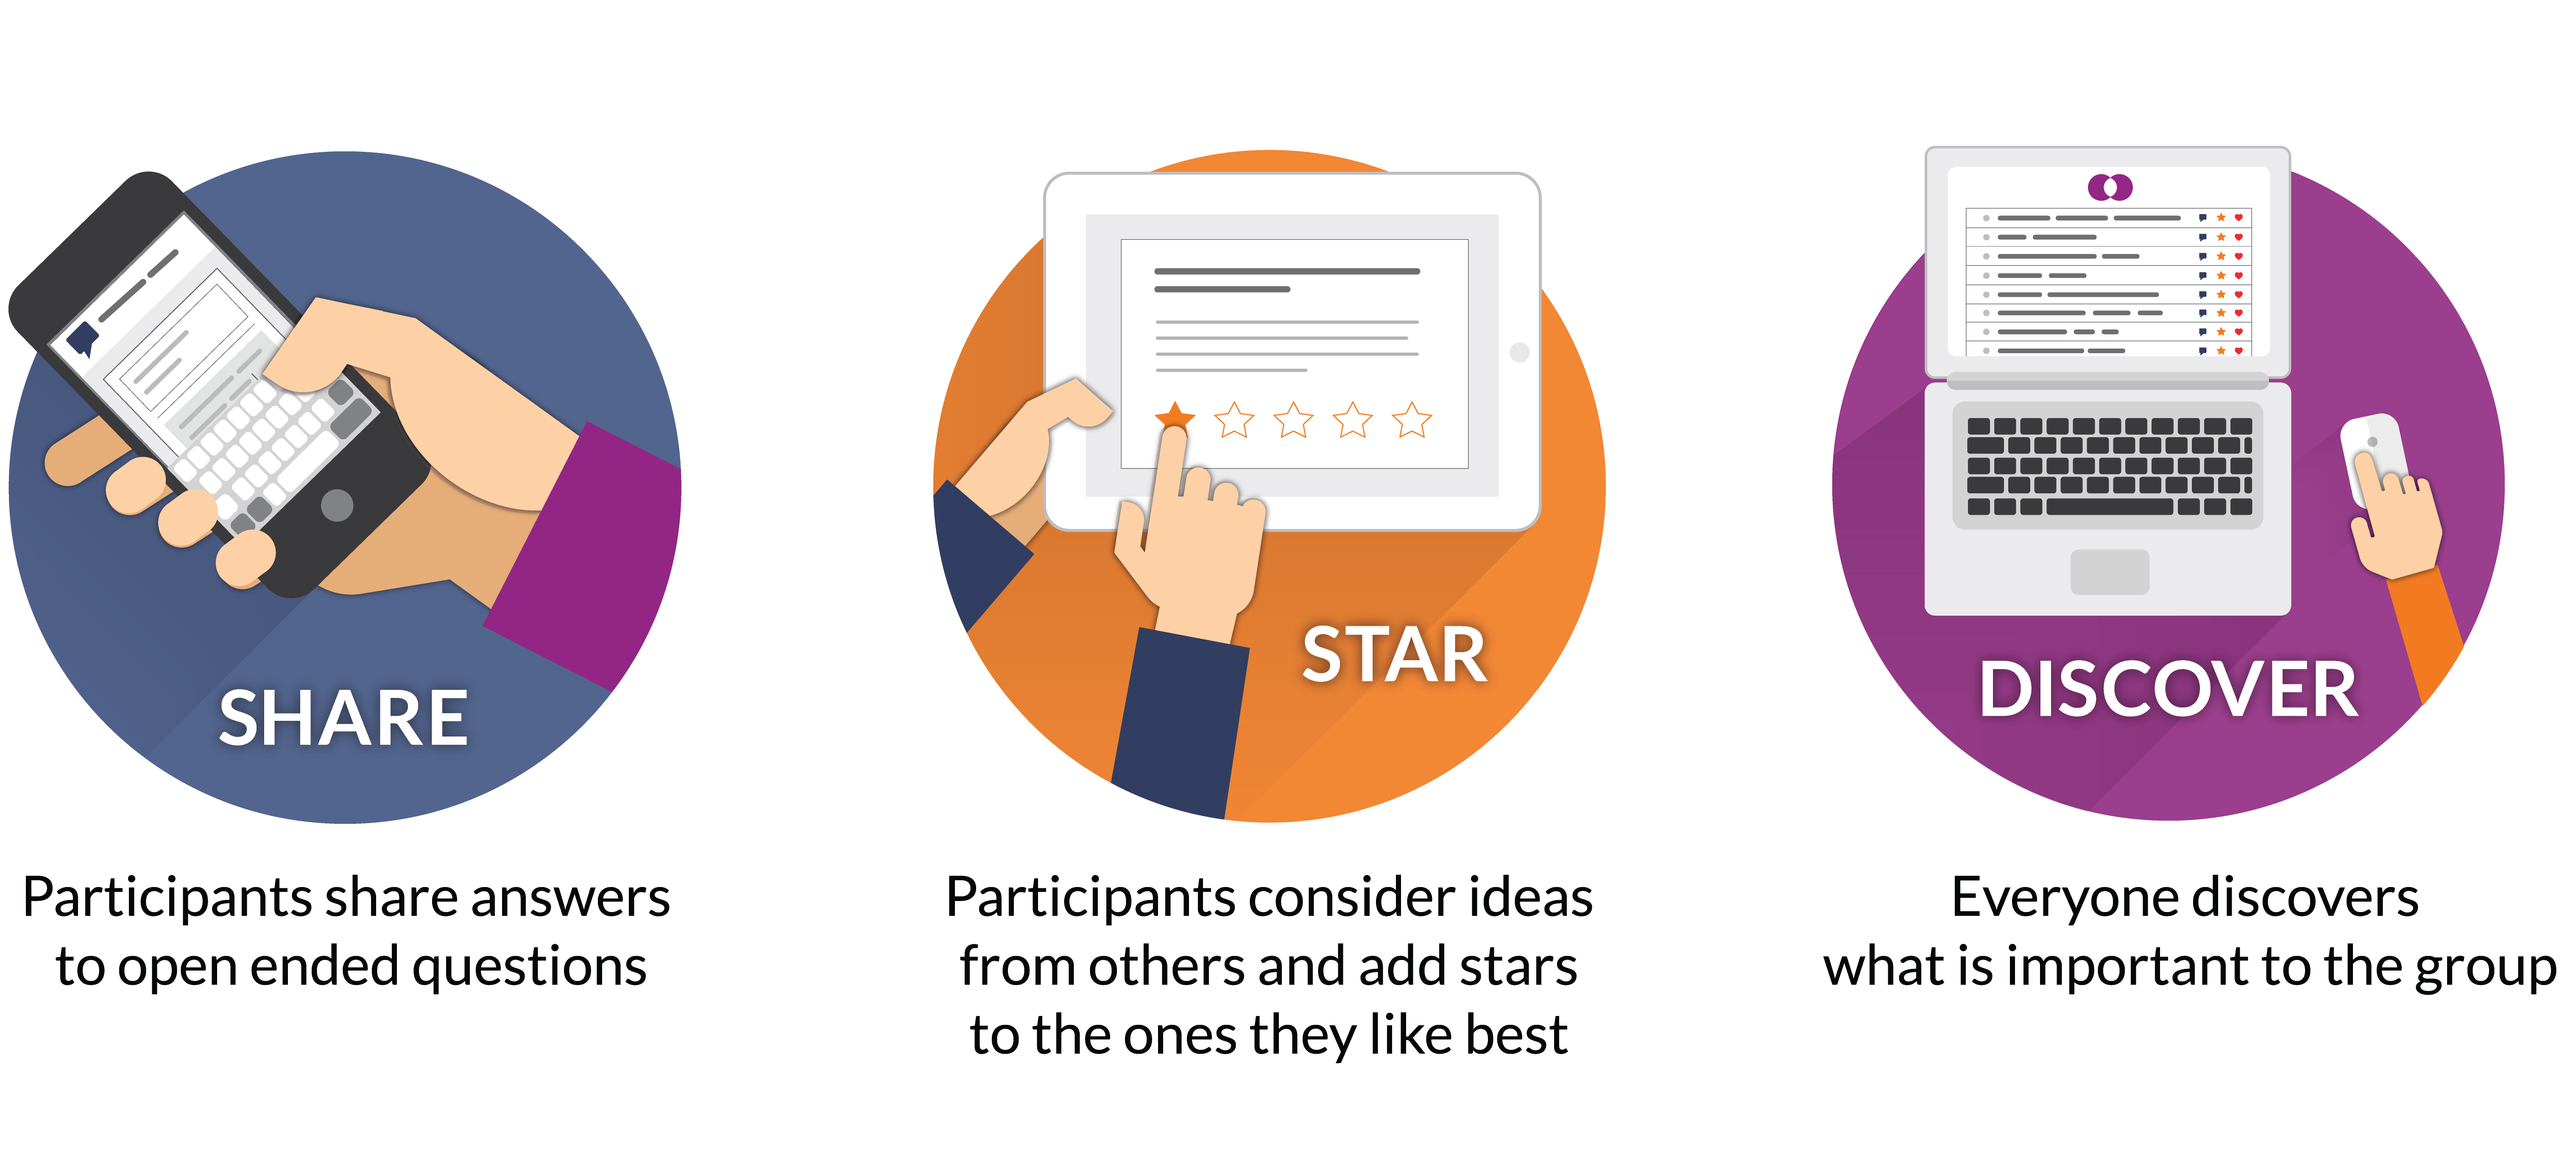 SHARE
Participants share answers
to open ended questions
STAR
Participants consider ideas
from others and add stars
to the ones they like best
DISCOVER
Everyone discovers
what is important to the group